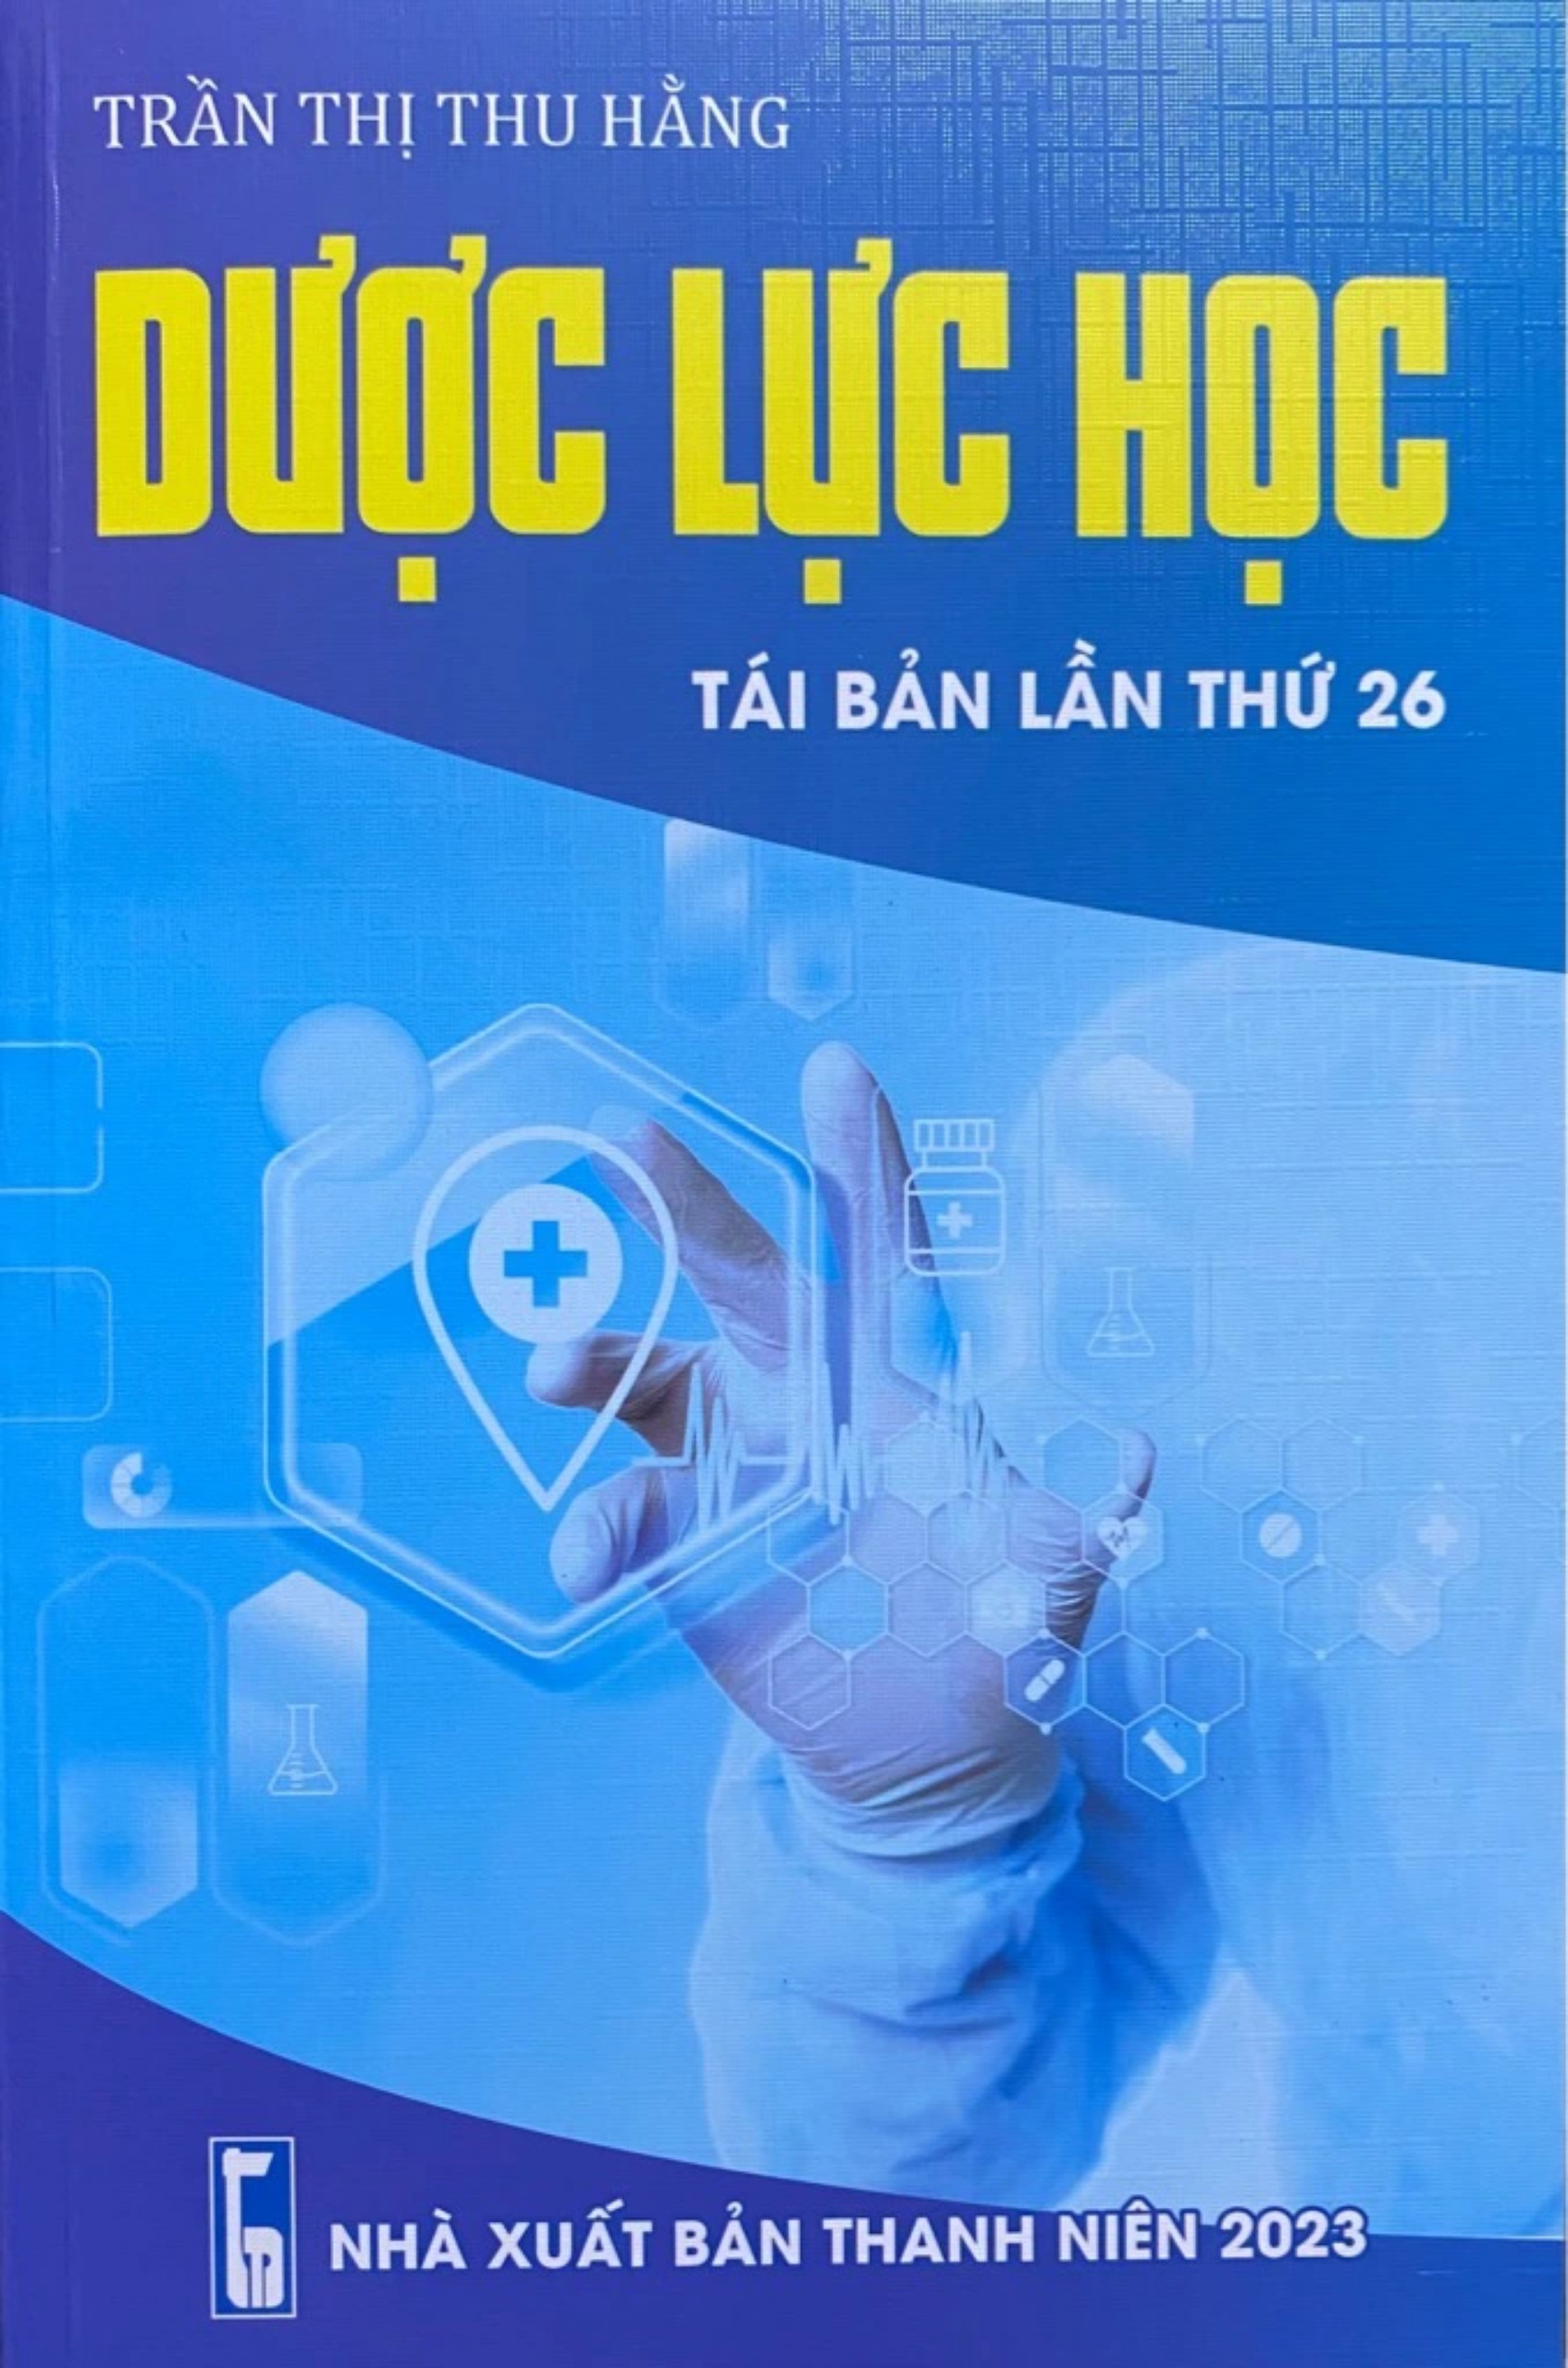 TRẦN THỊ THU HẰNG
DƯỢC LỰC HỌC
TÁI BẢN LẦN THỨ 26
NHÀ XUẤT BẢN THANH NIÊN 2023